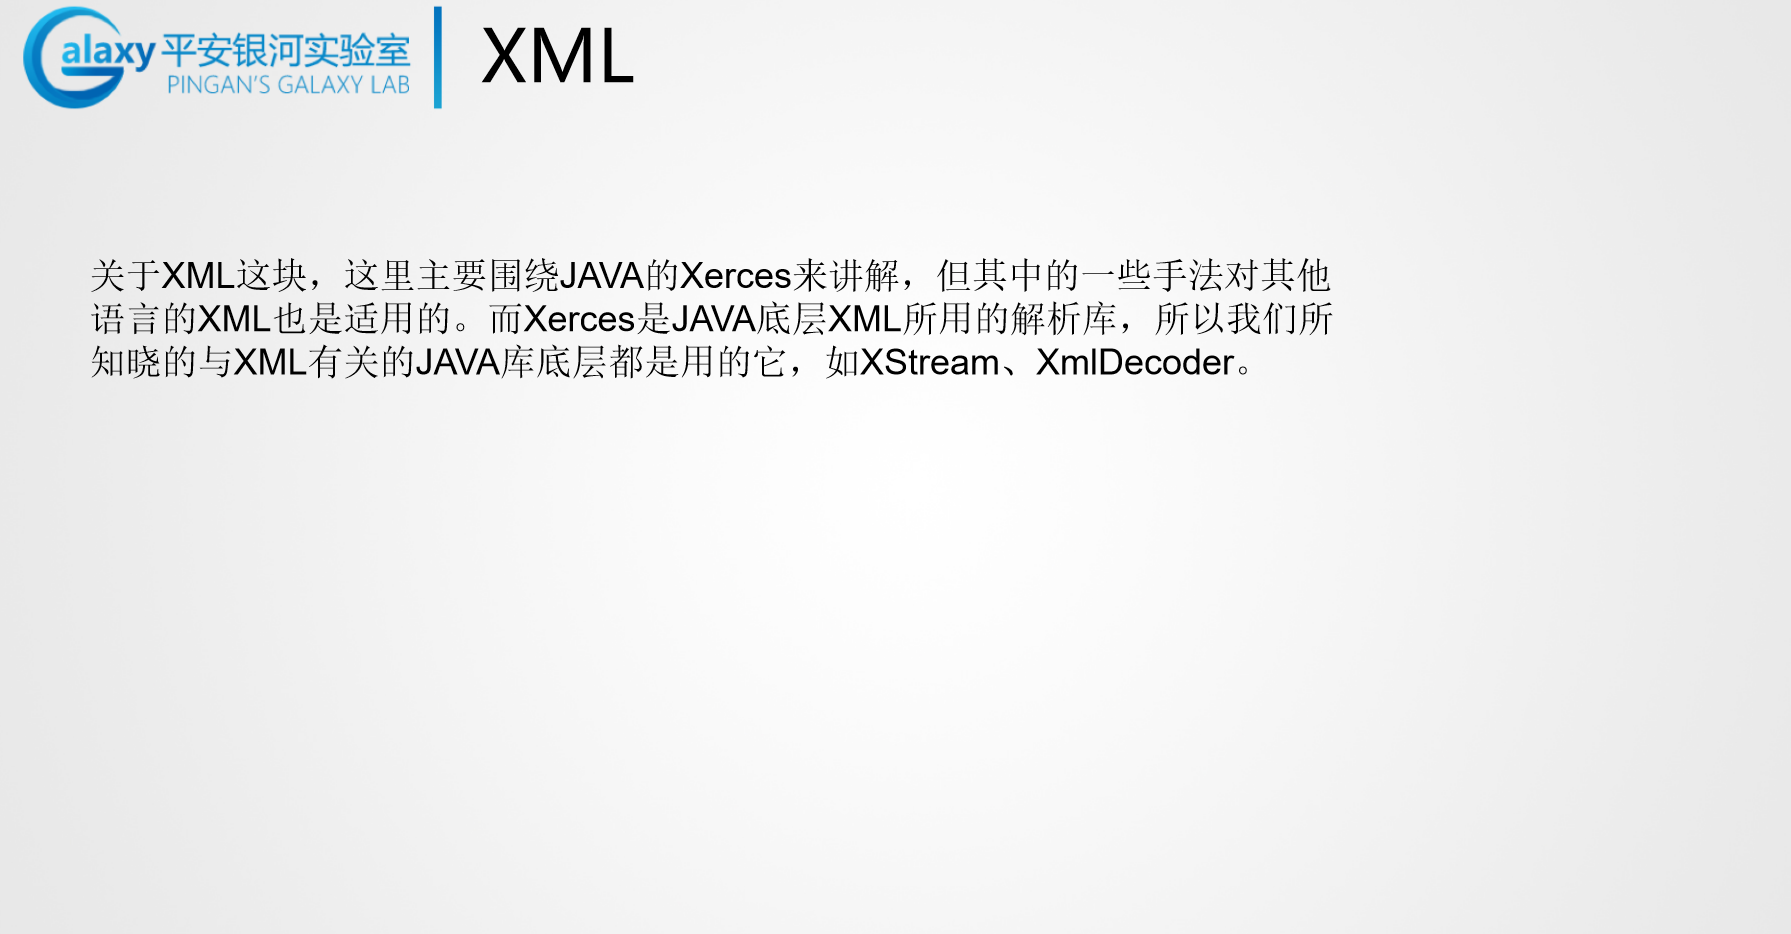 Galaxy 平安银河实验室
PINGAN'S GALAXY LAB
XML
关于XML这块，这里主要围绕JAVA的Xerces来讲解，但其中的一些手法对其他
语言的XML也是适用的。而Xerces是JAVA底层XML所用的解析库，所以我们所
知晓的与XML有关的JAVA库底层都是用的它，如XStream、XmlDecoder。